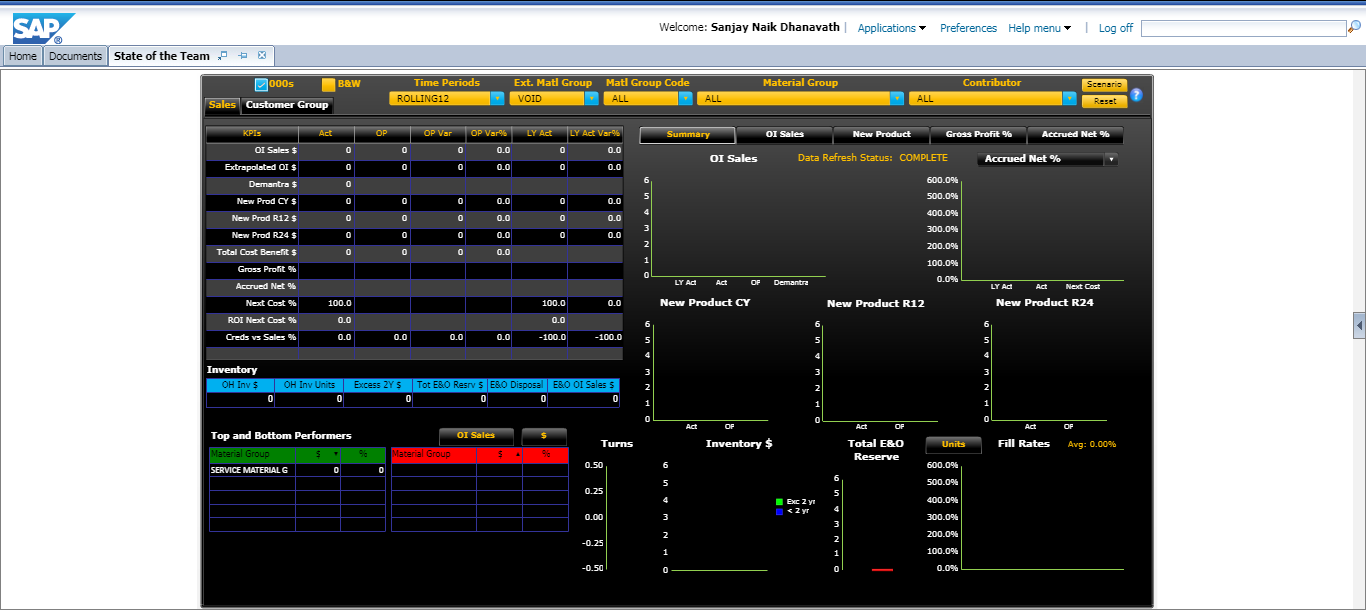 SAP
Welcome: Sanjay Naik Dhanavath | Applications Preferences Help menu | Log off
Home Documents State of the Team
000s B&W Time Periods Ext. Matl Group Matl Group Code Material Group Contributor Scenario
ROLLING12 VOID ALL ALL ALL Reset ?
Sales Customer Group
KPIs Act OP OP Var OP Var% LY Act LY Act Var%
OI Sales $ 0 0 0 0.0 0 0.0
Extrapolated OI $ 0 0 0 0.0 0 0.0
Demantra $ 0
New Prod CY $ 0 0 0 0.0 0 0.0
New Prod R12 $ 0 0 0 0.0 0 0.0
New Prod R24 $ 0 0 0 0.0 0 0.0
Total Cost Benefit $ 0 0 0 0.0
Gross Profit %
Accrued Net %
Next Cost % 100.0 100.0 0.0
ROI Next Cost % 0.0 0.0
Creds vs Sales % 0.0 0.0 0.0 0.0 -100.0 -100.0
Inventory
OH Inv $ OH Inv Units Excess 2Y $ Tot E&O Resrv $ E&O Disposal E&O OI Sales $
0 0 0 0 0 0
Top and Bottom Performers OI Sales $
Material Group $ % Material Group $ %
SERVICE MATERIAL G 0 0
Summary OI Sales New Product Gross Profit % Accrued Net %
OI Sales Data Refresh Status: COMPLETE Accrued Net %
6
5
4
3
2
1
0
LY Act Act OP Demantra
600.0%
500.0%
400.0%
300.0%
200.0%
100.0%
0.0%
LY Act Act Next Cost
New Product CY New Product R12 New Product R24
6 6 6
5 5 5
4 4 4
3 3 3
2 2 2
1 1 1
0 0 0
Act OP Act OP Act OP
Turns
0.50
0.25
0.00
-0.25
-0.50
Inventory $
6
5
4
3
2
1
0
Exc 2 yr
< 2 yr
Total E&O
Reserve
6
5
4
3
2
1
0
Units Fill Rates Avg: 0.00%
600.0%
500.0%
400.0%
300.0%
200.0%
100.0%
0.0%